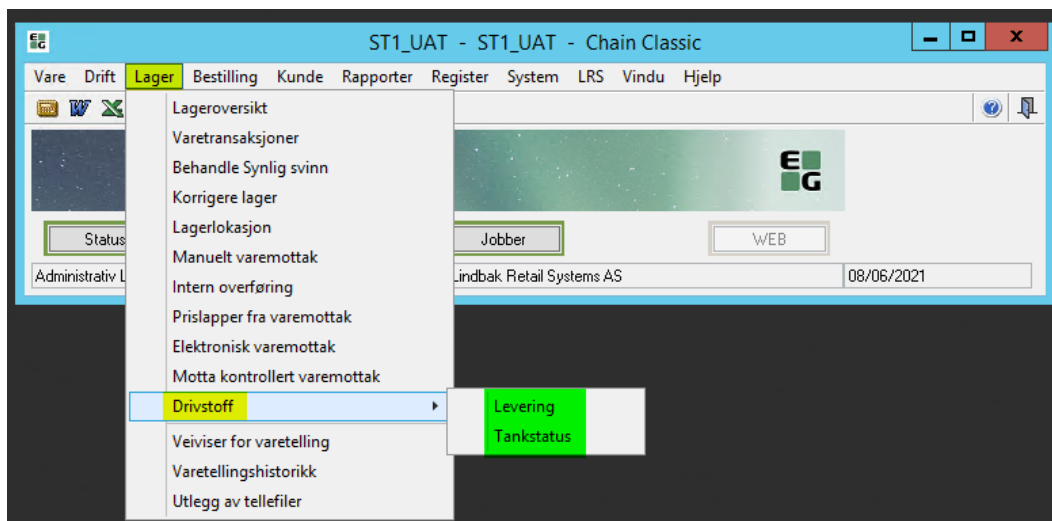 EG
ST1_UAT - ST1_UAT - Chain Classic
Vare Drift Lager Bestilling Kunde Rapporter Register System LRS Vindu Hjelp
Lageroversikt
Varetransaksjoner
Behandle Synlig svinn
Korrigere lager
Lagerlokasjon
Manuelt varemottak
Intern overføring
Prislapper fra varemottak
Elektronisk varemottak
Motta kontrollert varemottak
Drivstoff
Levering
Tankstatus
Veiviser for varetelling
Varetellingshistorikk
Utlegg av tellefiler
EG
Status
Jobber
WEB
Administrativ
Lindbak Retail Systems AS
08/06/2021